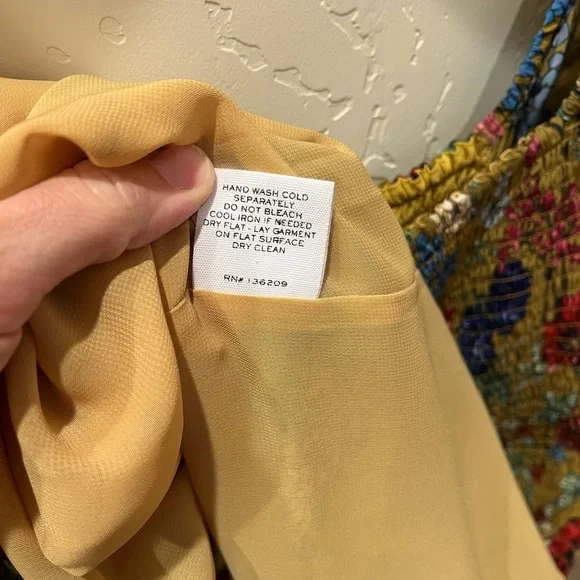 HAND WASH COLD
SEPARATELY
DO NOT BLEACH
COOL IRON IF NEEDED
DRY FLAT - LAY GARMENT
ON FLAT SURFACE
DRY CLEAN
RN# 136209